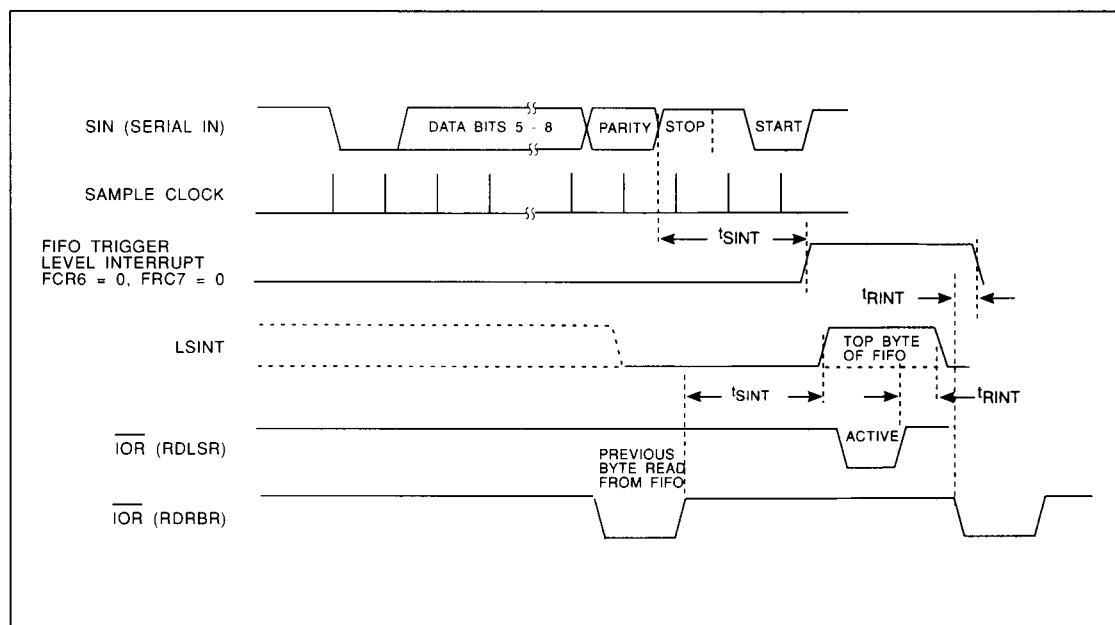 SIN (SERIAL IN)
DATA BITS 5 - 8
PARITY
STOP
START
SAMPLE CLOCK
tSINT
FIFO TRIGGER
LEVEL INTERRUPT
FCR6 = 0, FRC7 = 0
tRINT
LSINT
TOP BYTE
OF FIFO
tSINT
tRINT
IOR (RDLSR)
ACTIVE
PREVIOUS
BYTE READ
FROM FIFO
IOR (RDRBR)